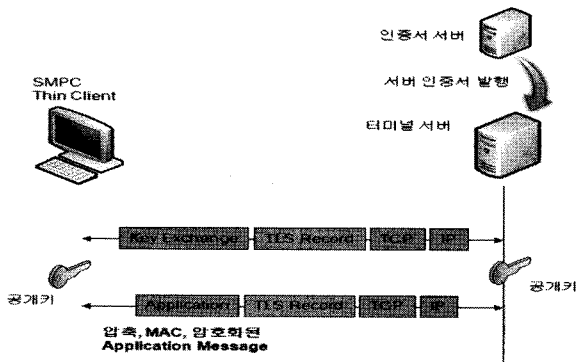 인증서 서버
서버 인증서 발행
SMPC
Thin Client
터미널 서버
Key Exchange TLS Record TCP IP
공개키
공개키
Application TLS Record TCP IP
압축, MAC, 암호화된
Application Message